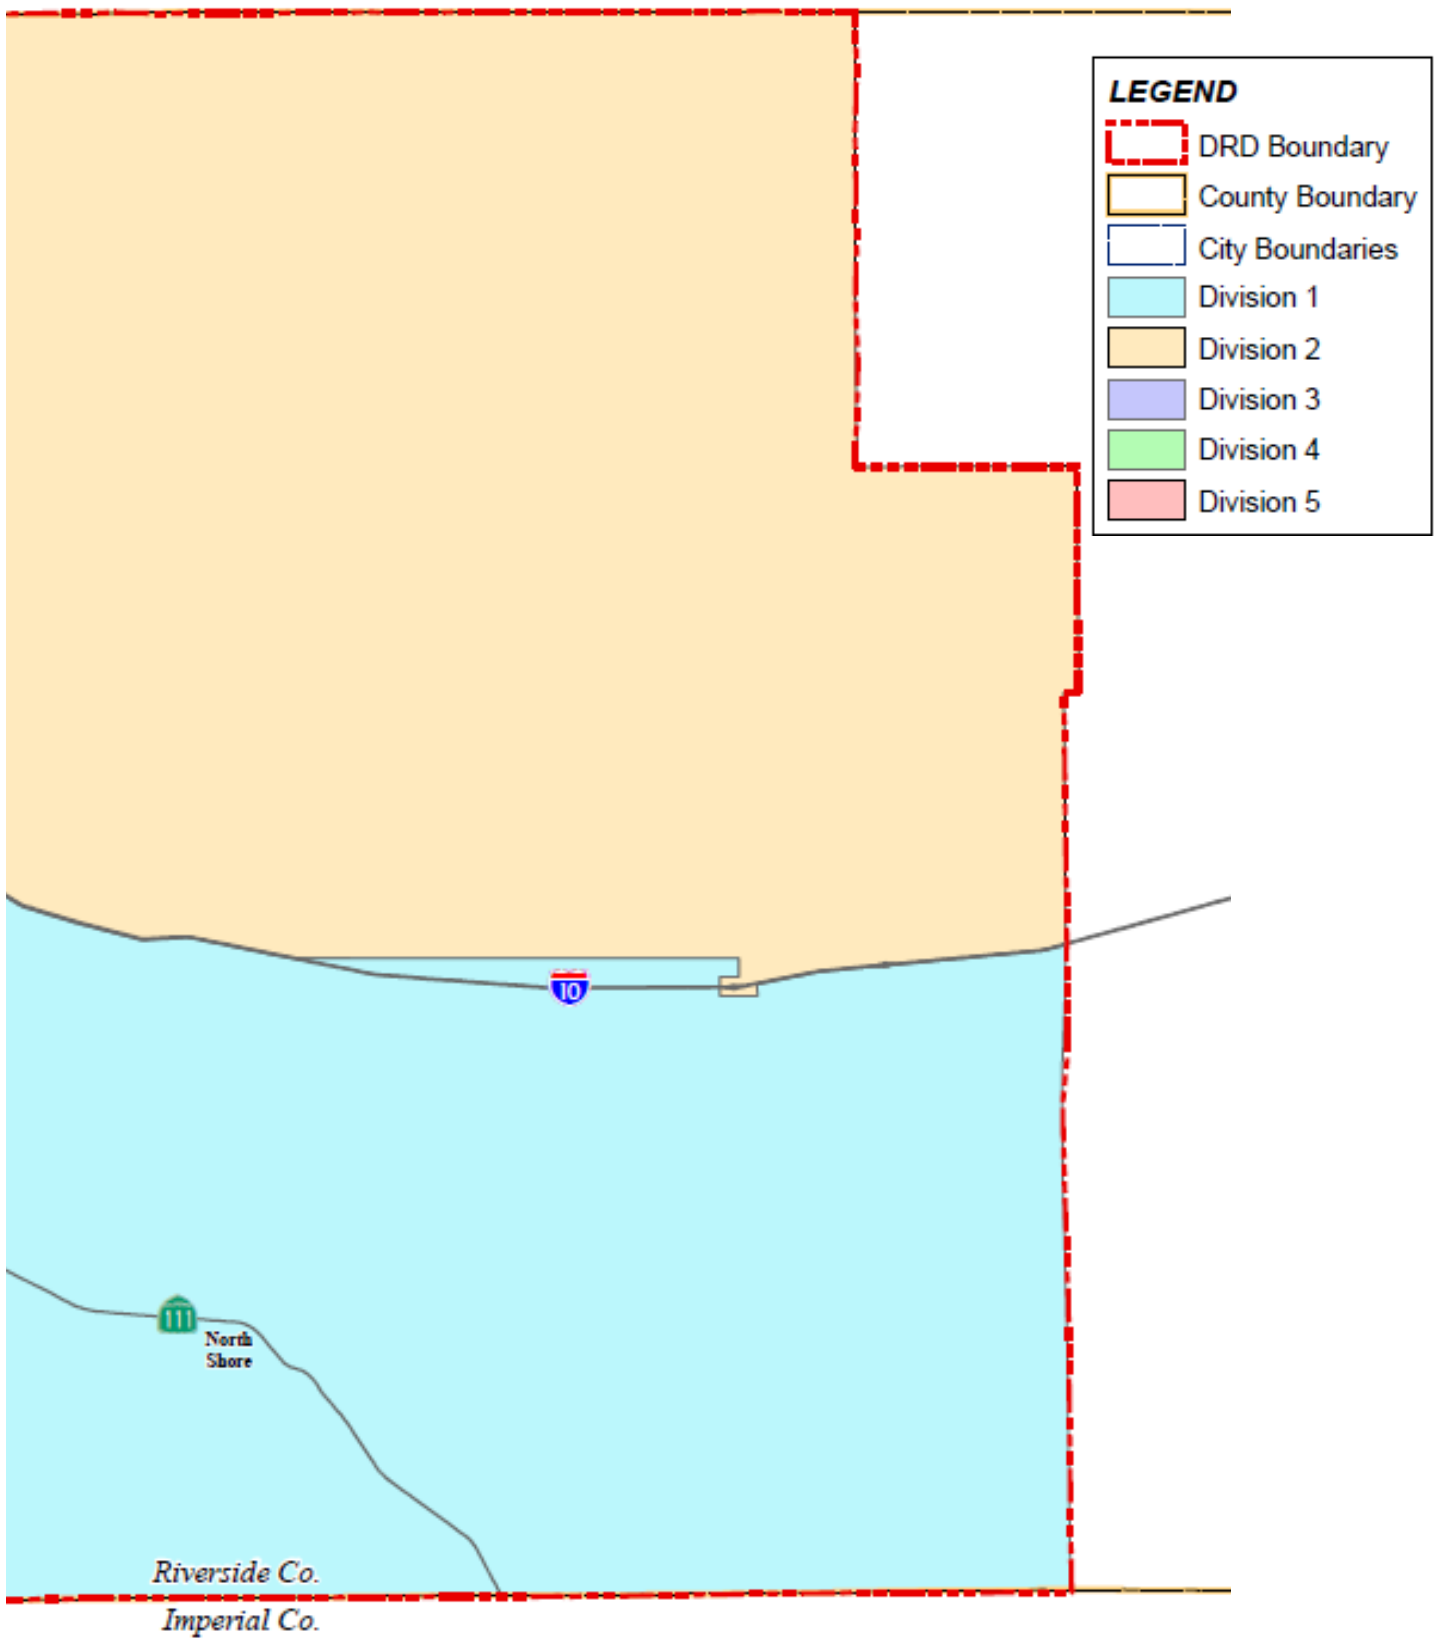 LEGEND
DRD Boundary
County Boundary
City Boundaries
Division 1
Division 2
Division 3
Division 4
Division 5
10
111
North
Shore
Riverside Co.
Imperial Co.